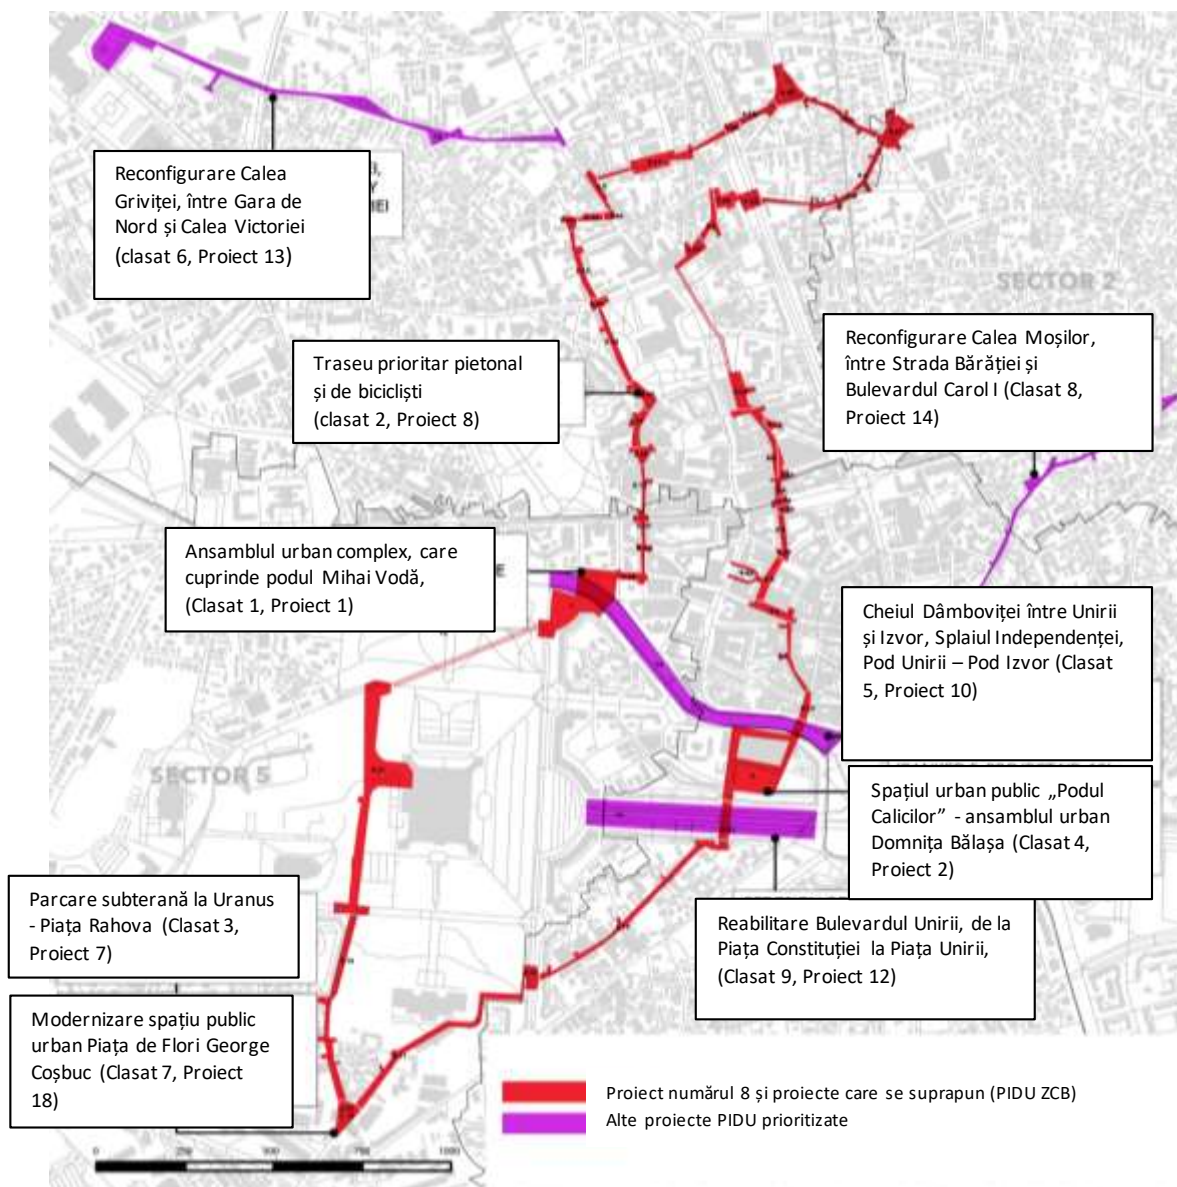 Reconfigurare Calea
Griviței, între Gara de
Nord și Calea Victoriei
(clasat 6, Proiect 13)
SECTOR 2
Reconfigurare Calea Moșilor,
între Strada Bărăției și
Bulevardul Carol I (Clasat 8,
Proiect 14)
Traseu prioritar pietonal
și de bicicliști
(clasat 2, Proiect 8)
Ansamblul urban complex, care
cuprinde podul Mihai Vodă,
(Clasat 1, Proiect 1)
Cheiul Dâmboviței între Unirii
și Izvor, Splaiul Independenței,
Pod Unirii – Pod Izvor (Clasat
5, Proiect 10)
SECTOR 5
Spațiul urban public „Podul
Calicilor” - ansamblul urban
Domnița Bălașa (Clasat 4,
Proiect 2)
Parcare subterană la Uranus
- Piața Rahova (Clasat 3,
Proiect 7)
Reabilitare Bulevardul Unirii, de la
Piața Constituției la Piața Unirii,
(Clasat 9, Proiect 12)
Modernizare spațiu public
urban Piața de Flori George
Coșbuc (Clasat 7, Proiect
18)
Proiect numărul 8 și proiecte care se suprapun (PIDU ZCB)
Alte proiecte PIDU prioritizate
0 250 500 750 1000